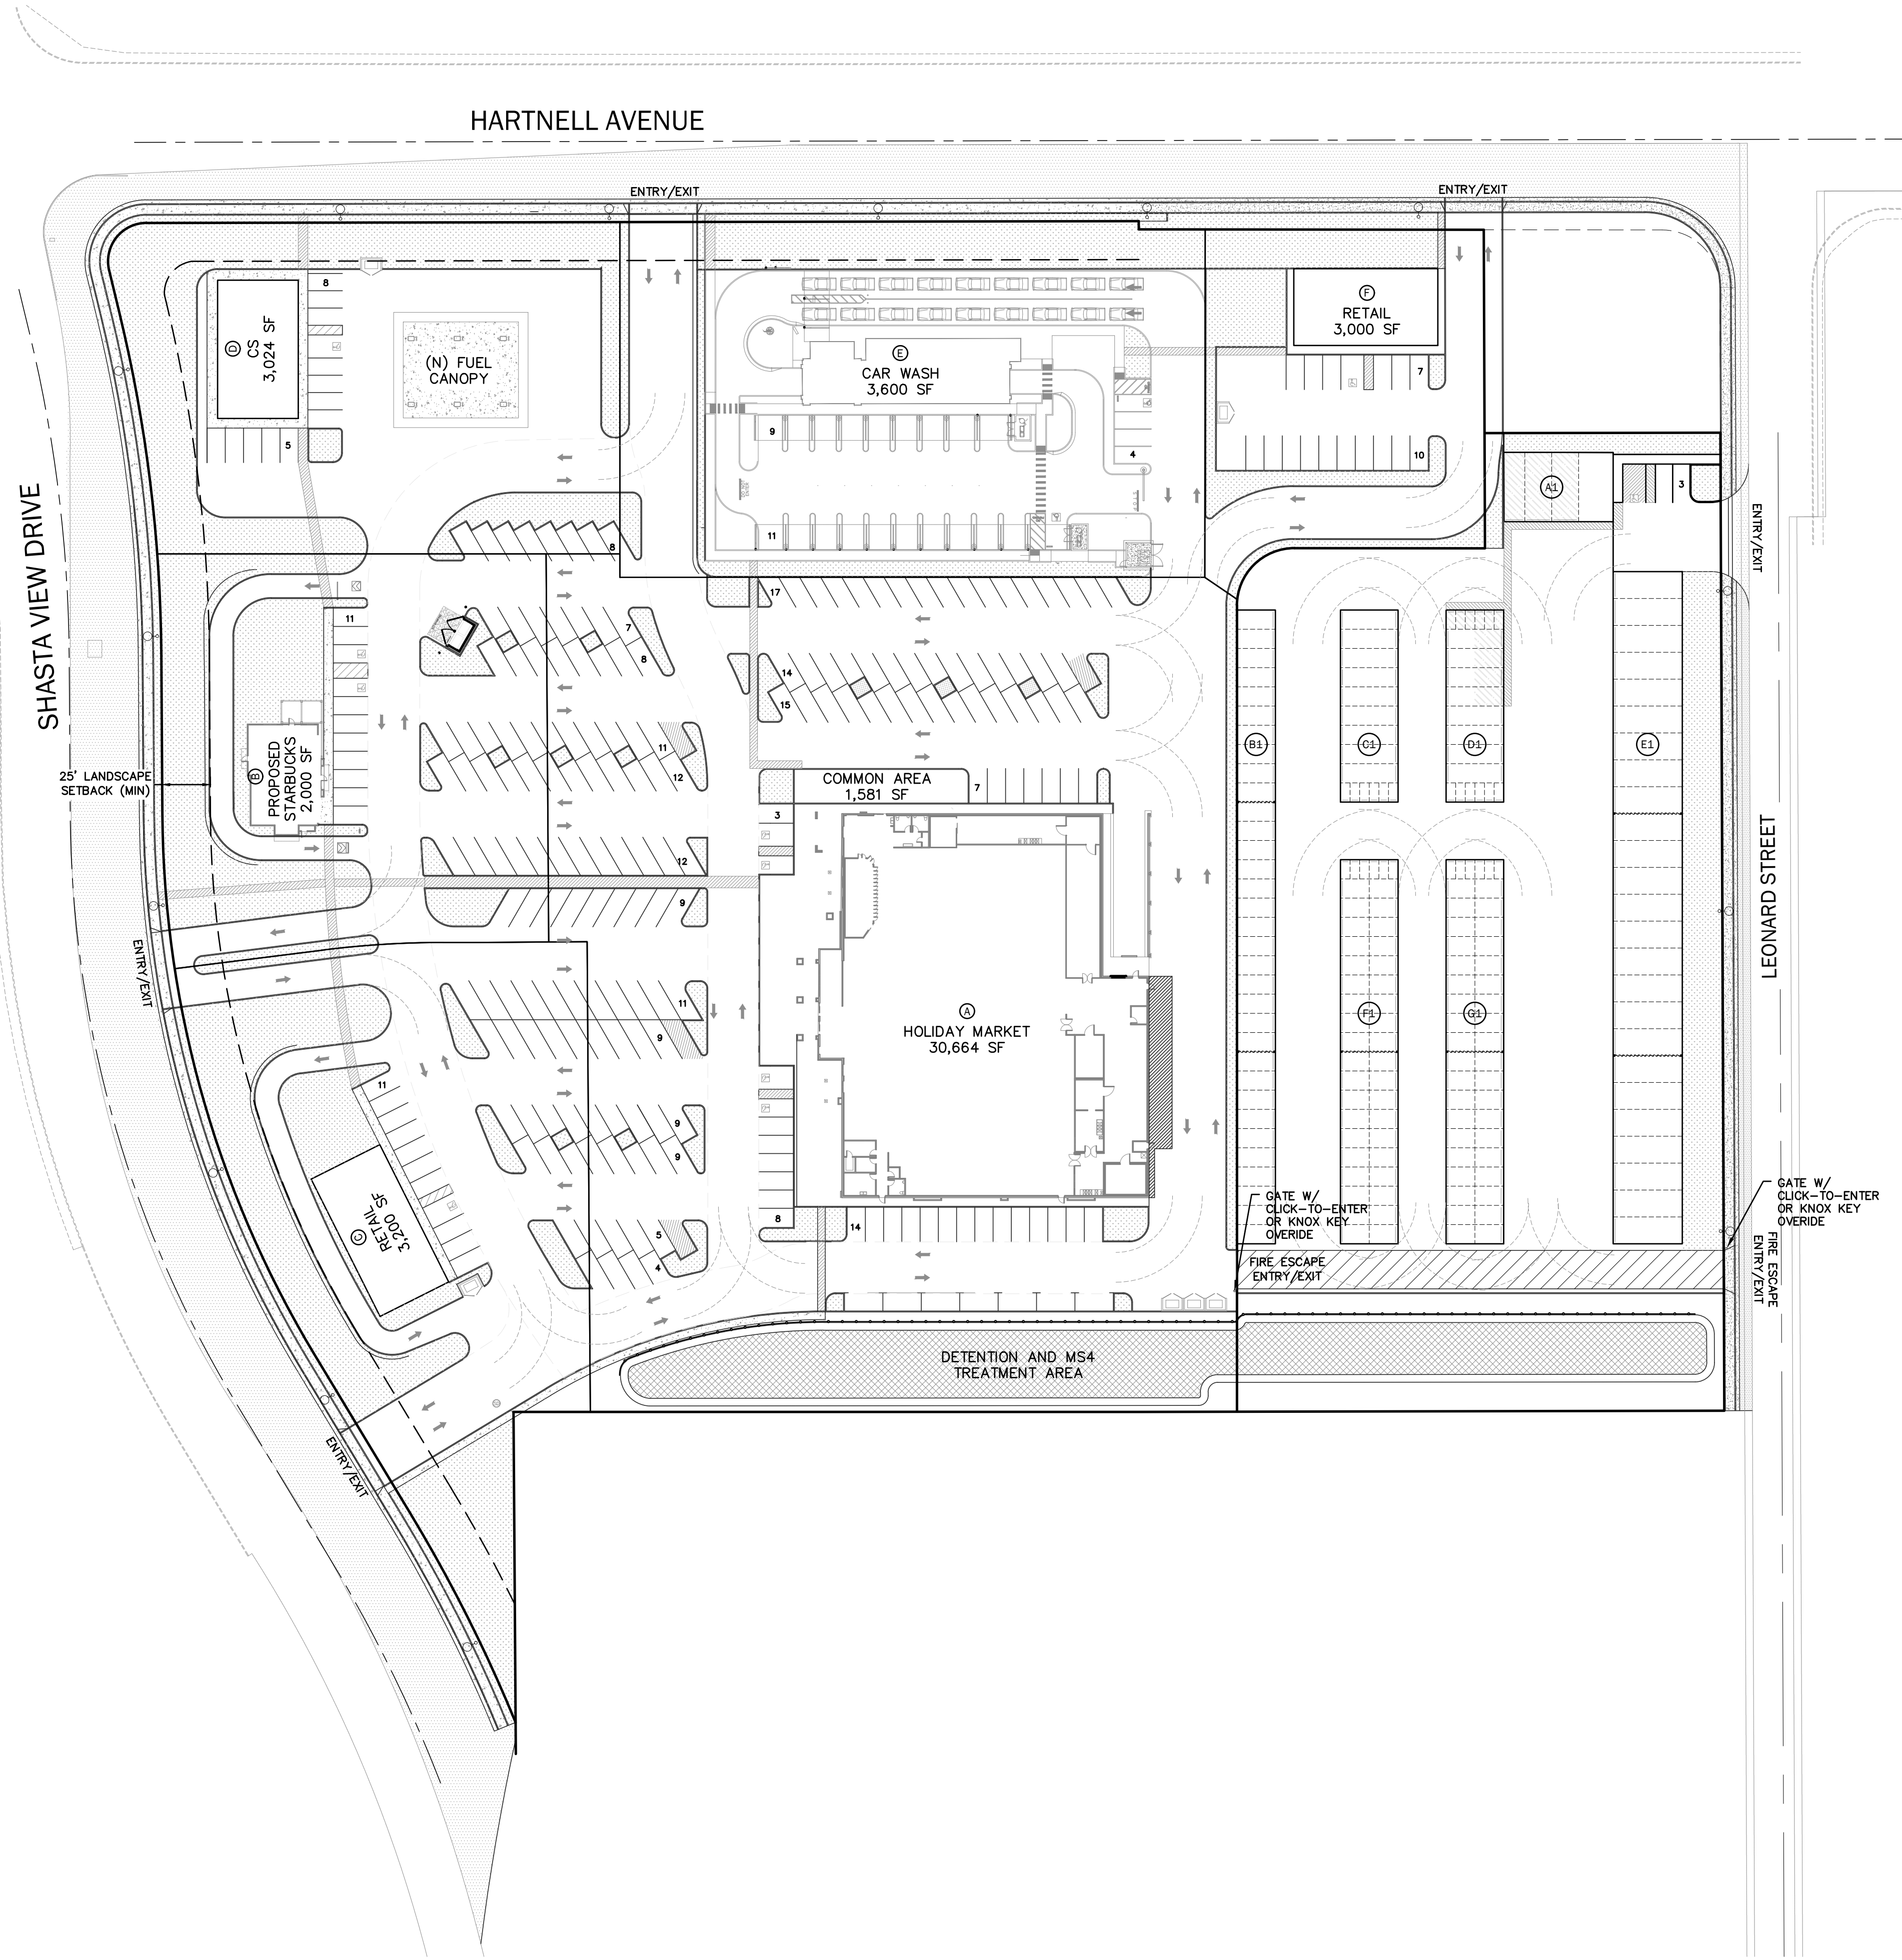 HARTNELL AVENUE
ENTRY/EXIT
ENTRY/EXIT
8
D
CS
3,024 SF
(N) FUEL
CANOPY
5
E
CAR WASH
3,600 SF
9
4
11
F
RETAIL
3,000 SF
7
10
A1
3
ENTRY/EXIT
SHASTA VIEW DRIVE
8
17
11
7
8
14
15
B
PROPOSED
STARBUCKS
2,000 SF
25' LANDSCAPE
SETBACK (MIN)
11
12
COMMON AREA
1,581 SF
7
3
B1
C1
D1
E1
12
9
LEONARD STREET
ENTRY/EXIT
11
9
A
HOLIDAY MARKET
30,664 SF
F1
G1
11
9
9
C
RETAIL
3,200 SF
5
4
8
14
GATE W/
CLICK-TO-ENTER
OR KNOX KEY
OVERIDE
GATE W/
CLICK-TO-ENTER
OR KNOX KEY
OVERIDE
FIRE ESCAPE
ENTRY/EXIT
FIRE ESCAPE
ENTRY/EXIT
DETENTION AND MS4
TREATMENT AREA
ENTRY/EXIT